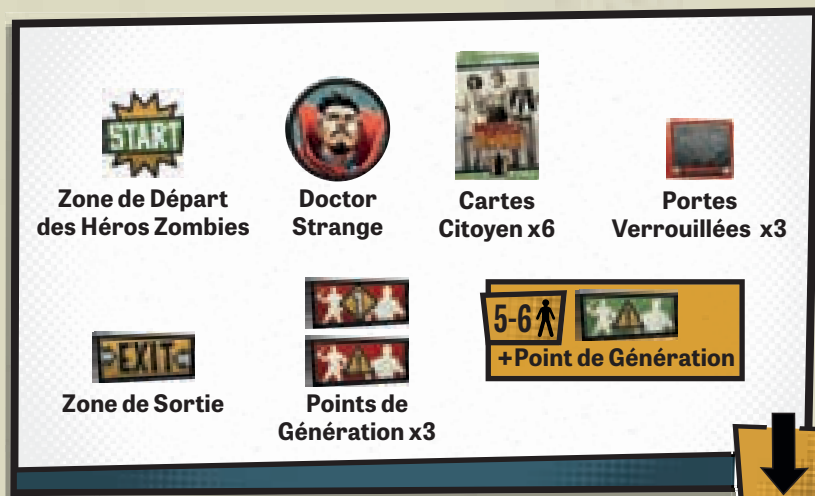 START
Zone de Départ
des Héros Zombies
Doctor
Strange
Cartes
Citoyen x6
Portes
Verrouillées x3
EXIT
Zone de Sortie
1
Points de
Génération x3
5-6
+Point de Génération